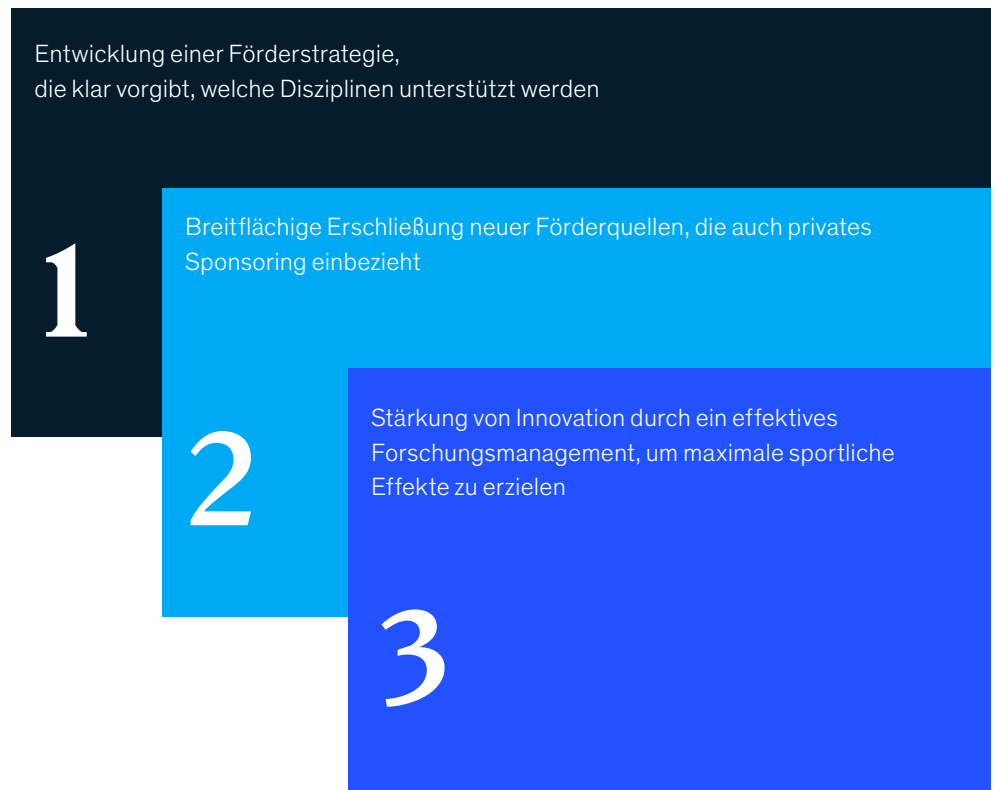 Entwicklung einer Förderstrategie,
die klar vorgibt, welche Disziplinen unterstützt werden
1
Breitflächige Erschließung neuer Förderquellen, die auch privates
Sponsoring einbezieht
2
Stärkung von Innovation durch ein effektives
Forschungsmanagement, um maximale sportliche
Effekte zu erzielen
3